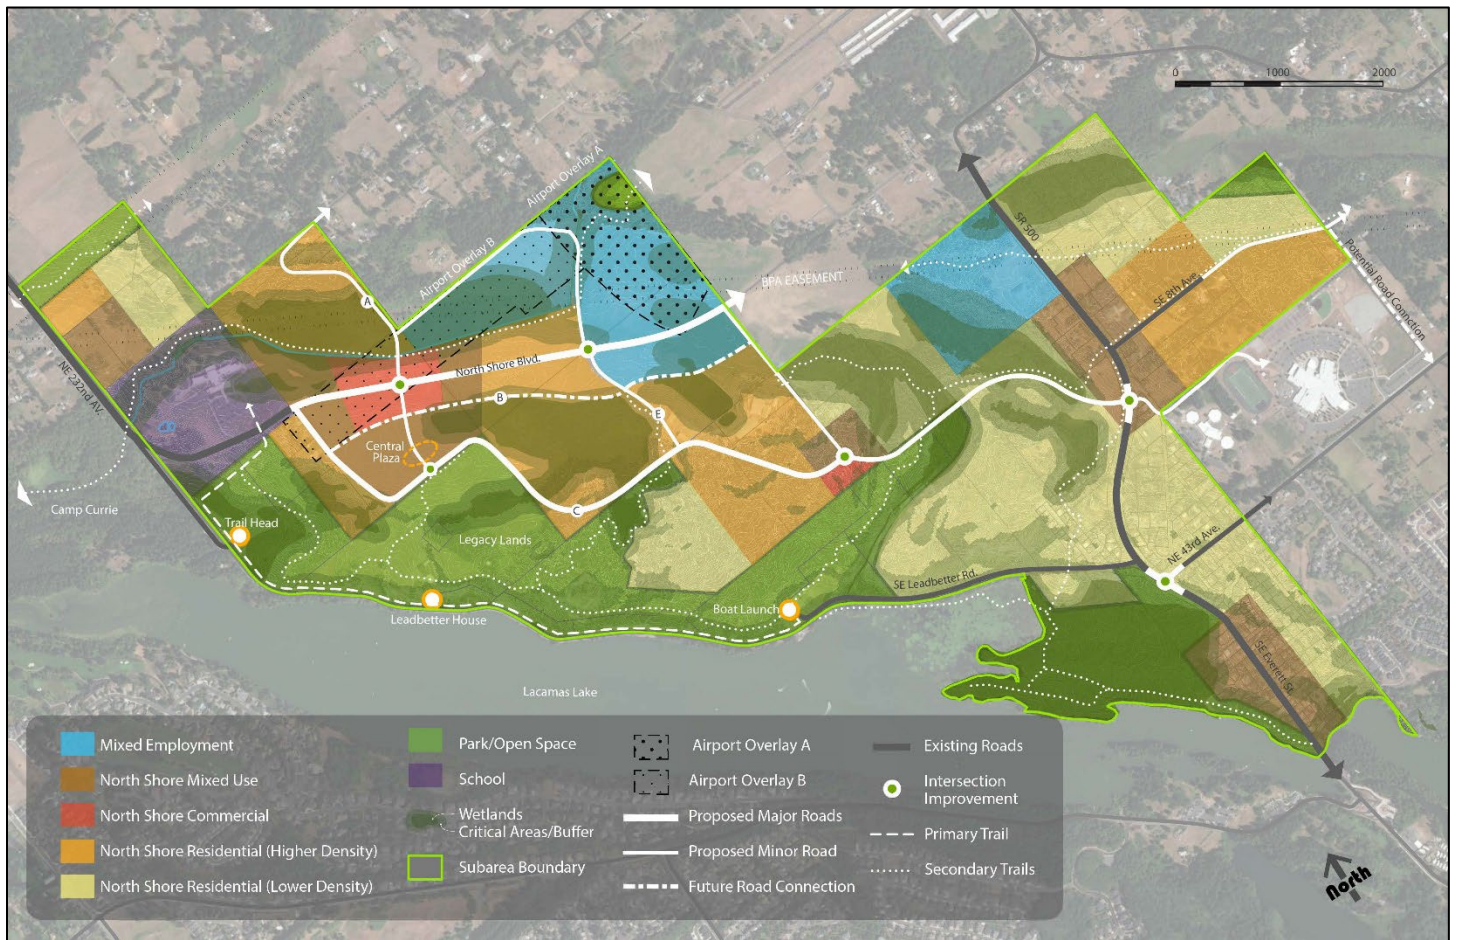 0 1000 2000
Airport Overlay A
Airport Overlay B
SR 500
BPA EASEMENT
Potential Road Connction
SE 8th Ave.
A
North Shore Blvd.
B
E
NE 232nd AV.
Central
Plaza
C
Camp Currie
Trail Head
Legacy Lands
NE 43rd Ave.
SE Leadbetter Rd.
Boat Launch
Leadbetter House
SE Everett St.
Lacamas Lake
Mixed Employment
North Shore Mixed Use
North Shore Commercial
North Shore Residential (Higher Density)
North Shore Residential (Lower Density)
Park/Open Space
School
Wetlands
Critical Areas/Buffer
Subarea Boundary
Airport Overlay A
Airport Overlay B
Proposed Major Roads
Proposed Minor Road
Future Road Connection
Existing Roads
Intersection
Improvement
Primary Trail
Secondary Trails
North